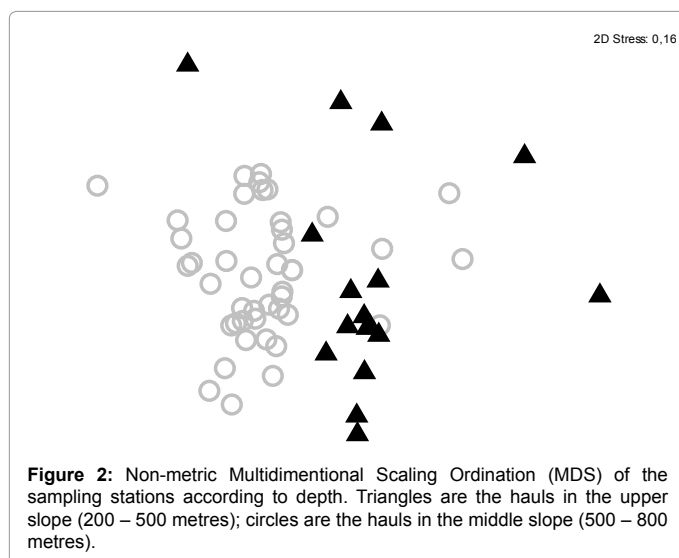 2D Stress: 0,16
Figure 2: Non-metric Multidimentional Scaling Ordination (MDS) of the
sampling stations according to depth. Triangles are the hauls in the upper
slope (200 – 500 metres); circles are the hauls in the middle slope (500 – 800
metres).